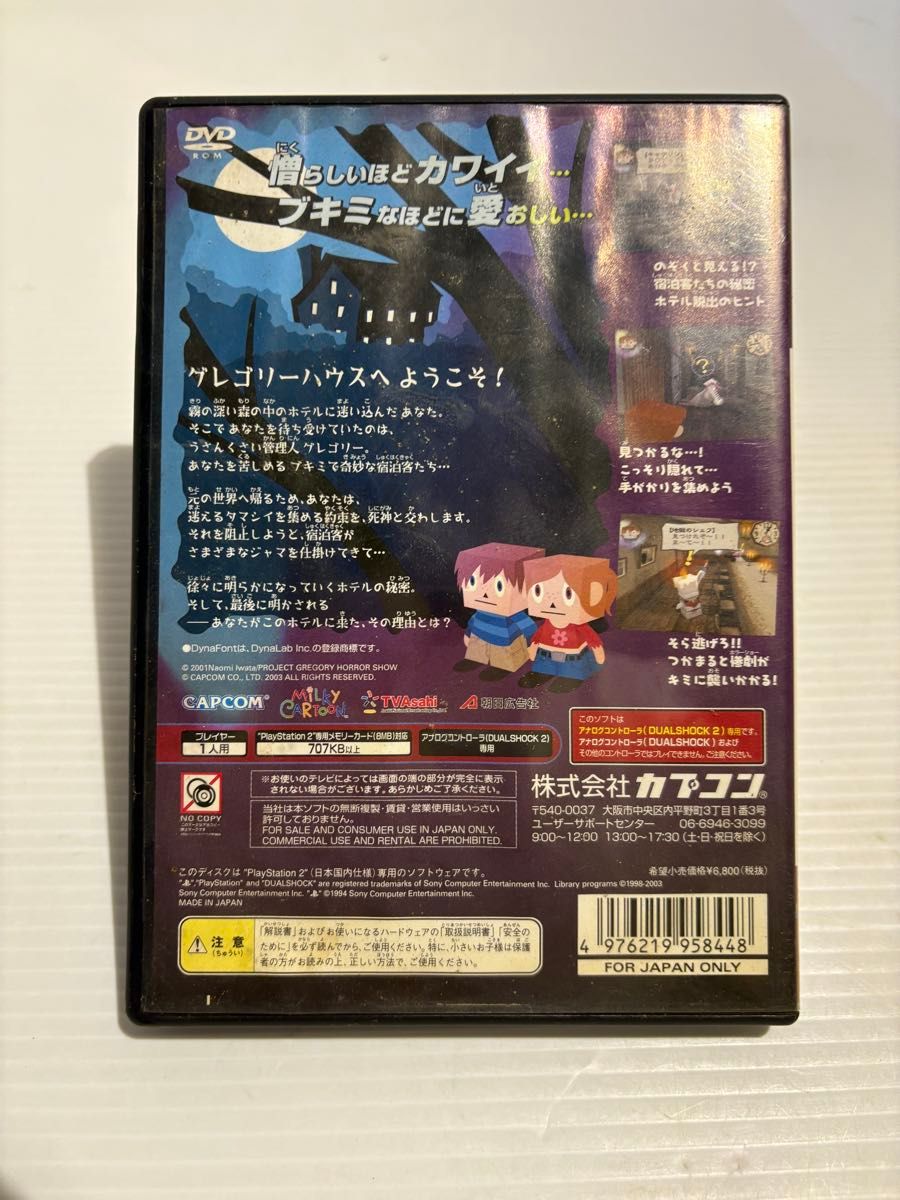 DVD
ROM
憎らしいほどカワイイ…
ブキミなほどに愛おしい…
のぞくと見える!?
宿泊客たちの秘密
ホテル脱出のヒント
グレゴリーハウスへ ようこそ!
霧の深い森の中のホテルに迷い込んだ あなた。
そこで あなたを待ち受けていたのは、
うさんくさい管理人 グレゴリー。
あなたを苦しめる ブキミで奇妙な宿泊客たち…
見つかるな…!
こっそり隠れて…
手がかりを集めよう
元の世界へ帰るため、あなたは、
迷えるタマシイを集める約束を、死神と交わします。
それを阻止しようと、宿泊客が
さまざまなジャマを仕掛けてきて…
【地獄のシェフ】
見つけたぞ~!!
ま~て~!!
徐々に明らかになっていくホテルの秘密。
そして、最後に明かされる
——あなたがこのホテルに来た、その理由とは?
そら逃げろ!!
つかまると惨劇が
キミに襲いかかる!
●DynaFontは、DynaLab Inc.の登録商標です。
© 2001Naomi Iwata/PROJECT GREGORY HORROR SHOW
© CAPCOM CO., LTD. 2003 ALL RIGHTS RESERVED.
CAPCOM
MILKY CARTOON
TVAsahi
朝日広告社
プレイヤー
1人用
"PlayStation 2"専用メモリーカード(8MB)対応
707KB以上
アナログコントローラ(DUALSHOCK 2)
専用
このソフトは
アナログコントローラ(DUALSHOCK 2)専用です。
アナログコントローラ(DUALSHOCK)および
その他のコントローラではプレイできません。ご注意ください。
NO COPY
※お使いのテレビによっては画面の端の部分が完全に表示
されない場合がございます。あらかじめご了承ください。
当社は本ソフトの無断複製・賃貸・営業使用はいっさい
許可しておりません。
FOR SALE AND CONSUMER USE IN JAPAN ONLY.
COMMERCIAL USE AND RENTAL ARE PROHIBITED.
株式会社 カプコン®
〒540-0037 大阪市中央区内平野町3丁目1番3号
ユーザーサポートセンター 06-6946-3099
9:00~12:00 13:00~17:30(土・日・祝日を除く)
このディスクは "PlayStation 2"(日本国内仕様)専用のソフトウェアです。
希望小売価格¥6,800(税抜)
"PlayStation" and "DUALSHOCK" are registered trademarks of Sony Computer Entertainment Inc. Library programs ©1998-2003
Sony Computer Entertainment Inc. ©1994 Sony Computer Entertainment Inc.
MADE IN JAPAN
注意
(ちゅうい)
「解説書」およびお使いになるハードウェアの「取扱説明書」「安全の
ために」を必ず読んでから、ご使用ください。特に、小さいお子様は保護
者の方がお読みの上、正しい方法で、ご使用ください。
4 976219 958448
FOR JAPAN ONLY